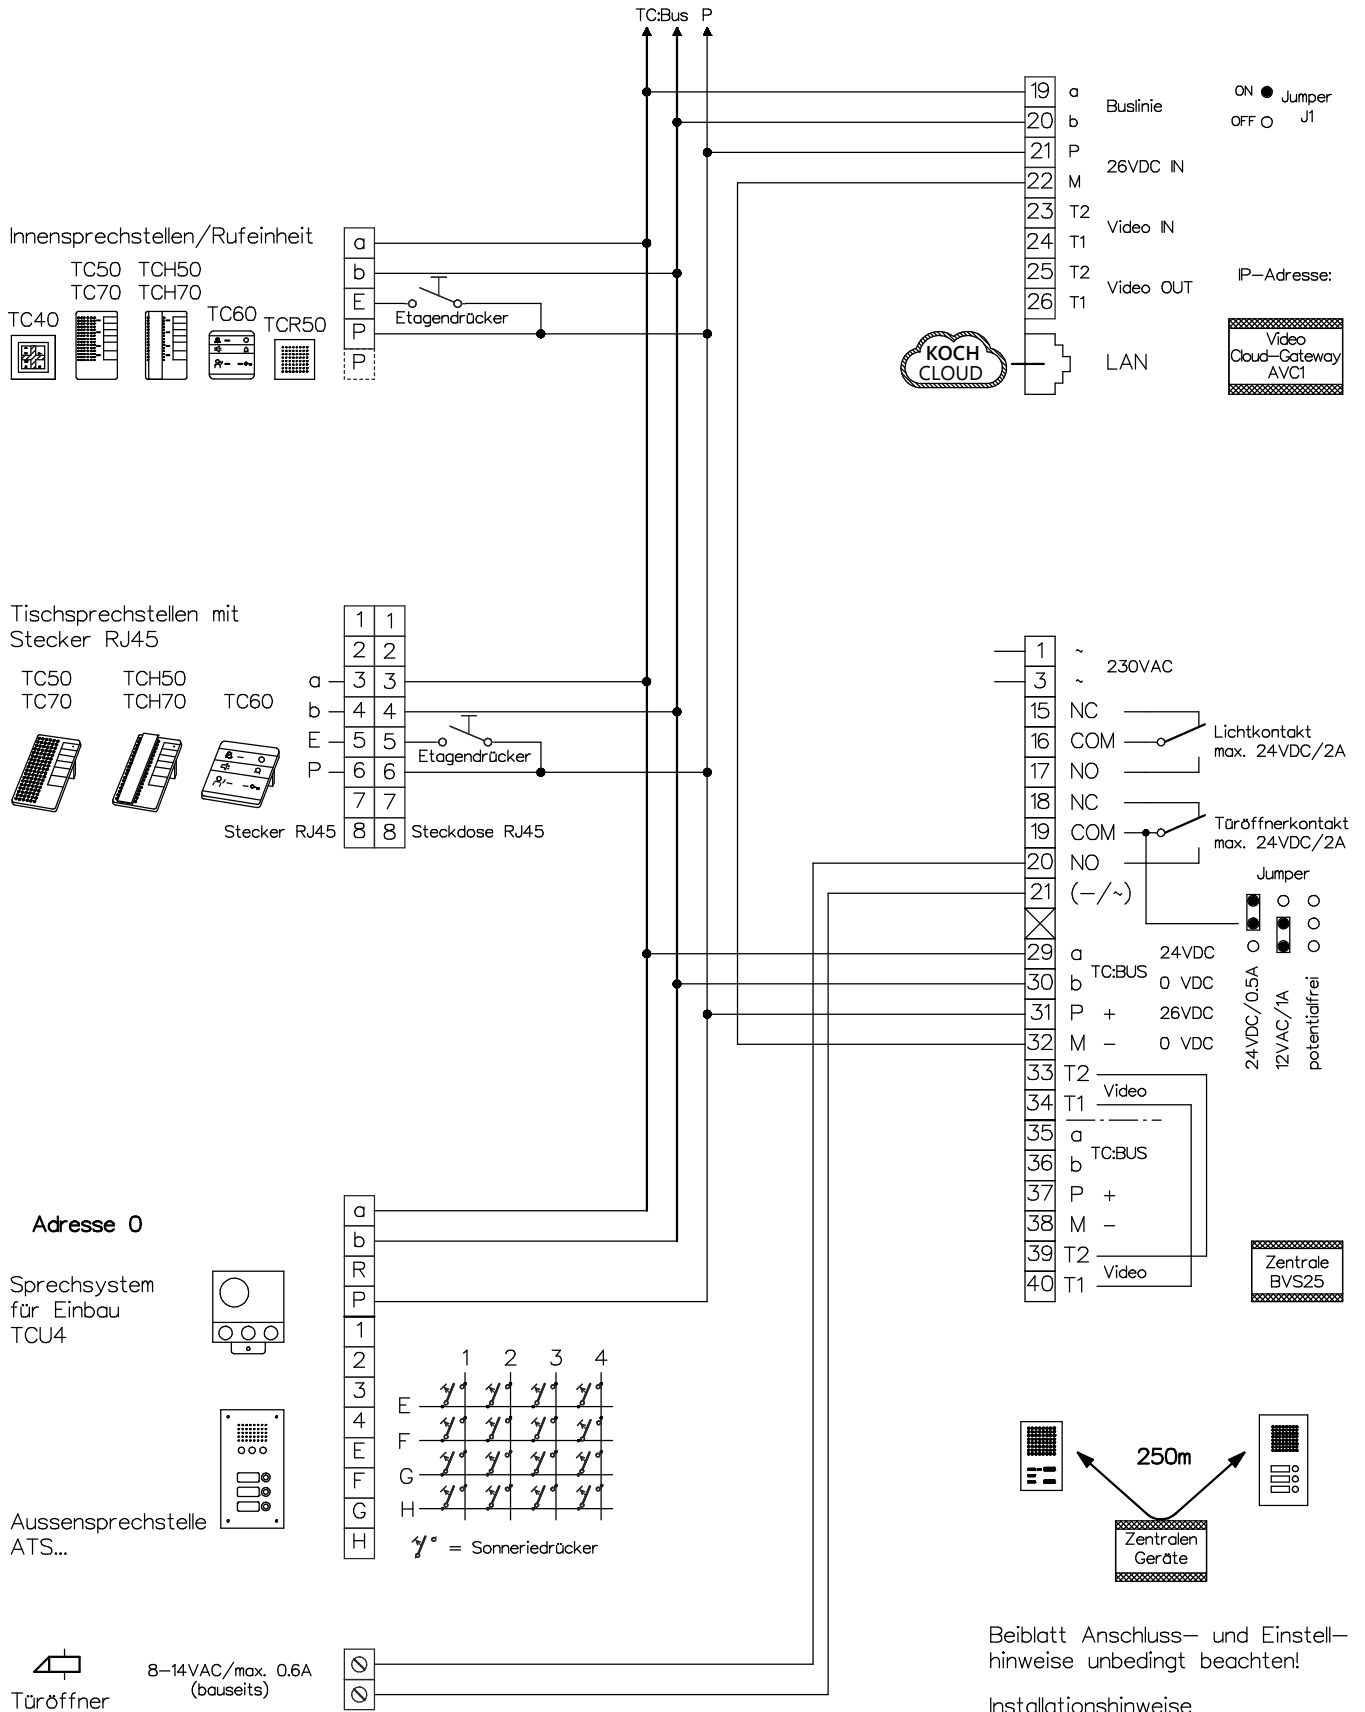 TC:Bus P
19 a
20 b
Buslinie
21 P
22 M
26VDC IN
23 T2
24 T1
Video IN
25 T2
26 T1
Video OUT
ON
OFF
Jumper
J1
IP-Adresse:
KOCH
CLOUD
LAN
Video
Cloud-Gateway
AVC1
Innensprechstellen/Rufeinheit
TC50 TCH50
TC70 TCH70
TC40
TC60
TCR50
a
b
E
P
P
Etagendrücker
Tischsprechstellen mit
Stecker RJ45
TC50 TCH50
TC70 TCH70 TC60
1 1
2 2
a 3 3
b 4 4
E 5 5
P 6 6
7 7
8 8
Etagendrücker
Stecker RJ45
Steckdose RJ45
1 ~
3 ~
230VAC
15 NC
16 COM
17 NO
Lichtkontakt
max. 24VDC/2A
18 NC
19 COM
20 NO
Türöffnerkontakt
max. 24VDC/2A
21 (-/~)
Jumper
24VDC/0.5A
12VAC/1A
potentialfrei
29 a 24VDC
30 b 0 VDC
TC:BUS
31 P + 26VDC
32 M - 0 VDC
33 T2
34 T1
Video
35 a
36 b
TC:BUS
37 P +
38 M -
39 T2
40 T1
Video
Zentrale
BVS25
Adresse 0
Sprechsystem
für Einbau
TCU4
a
b
R
P
1
2
3
4
E
F
G
H
1 2 3 4
E
F
G
H
= Sonneriedrücker
Aussensprechstelle
ATS...
250m
Zentralen
Geräte
Türöffner
8-14VAC/max. 0.6A
(bauseits)
Beiblatt Anschluss- und Einstell-
hinweise unbedingt beachten!
Installationshinweise